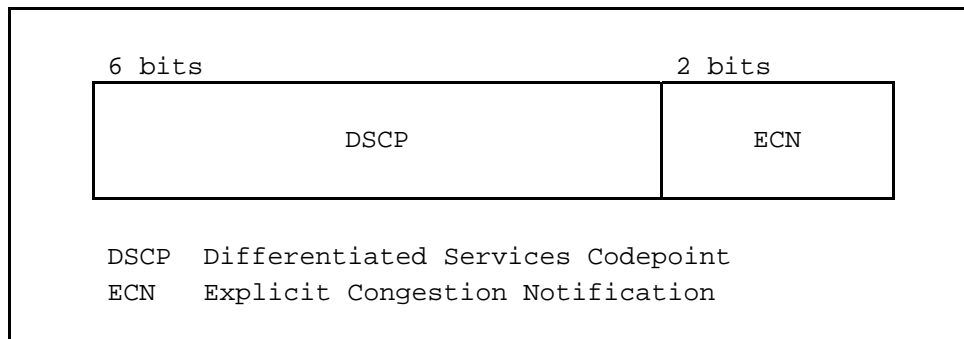 6 bits 2 bits
DSCP ECN
DSCP Differentiated Services Codepoint
ECN Explicit Congestion Notification